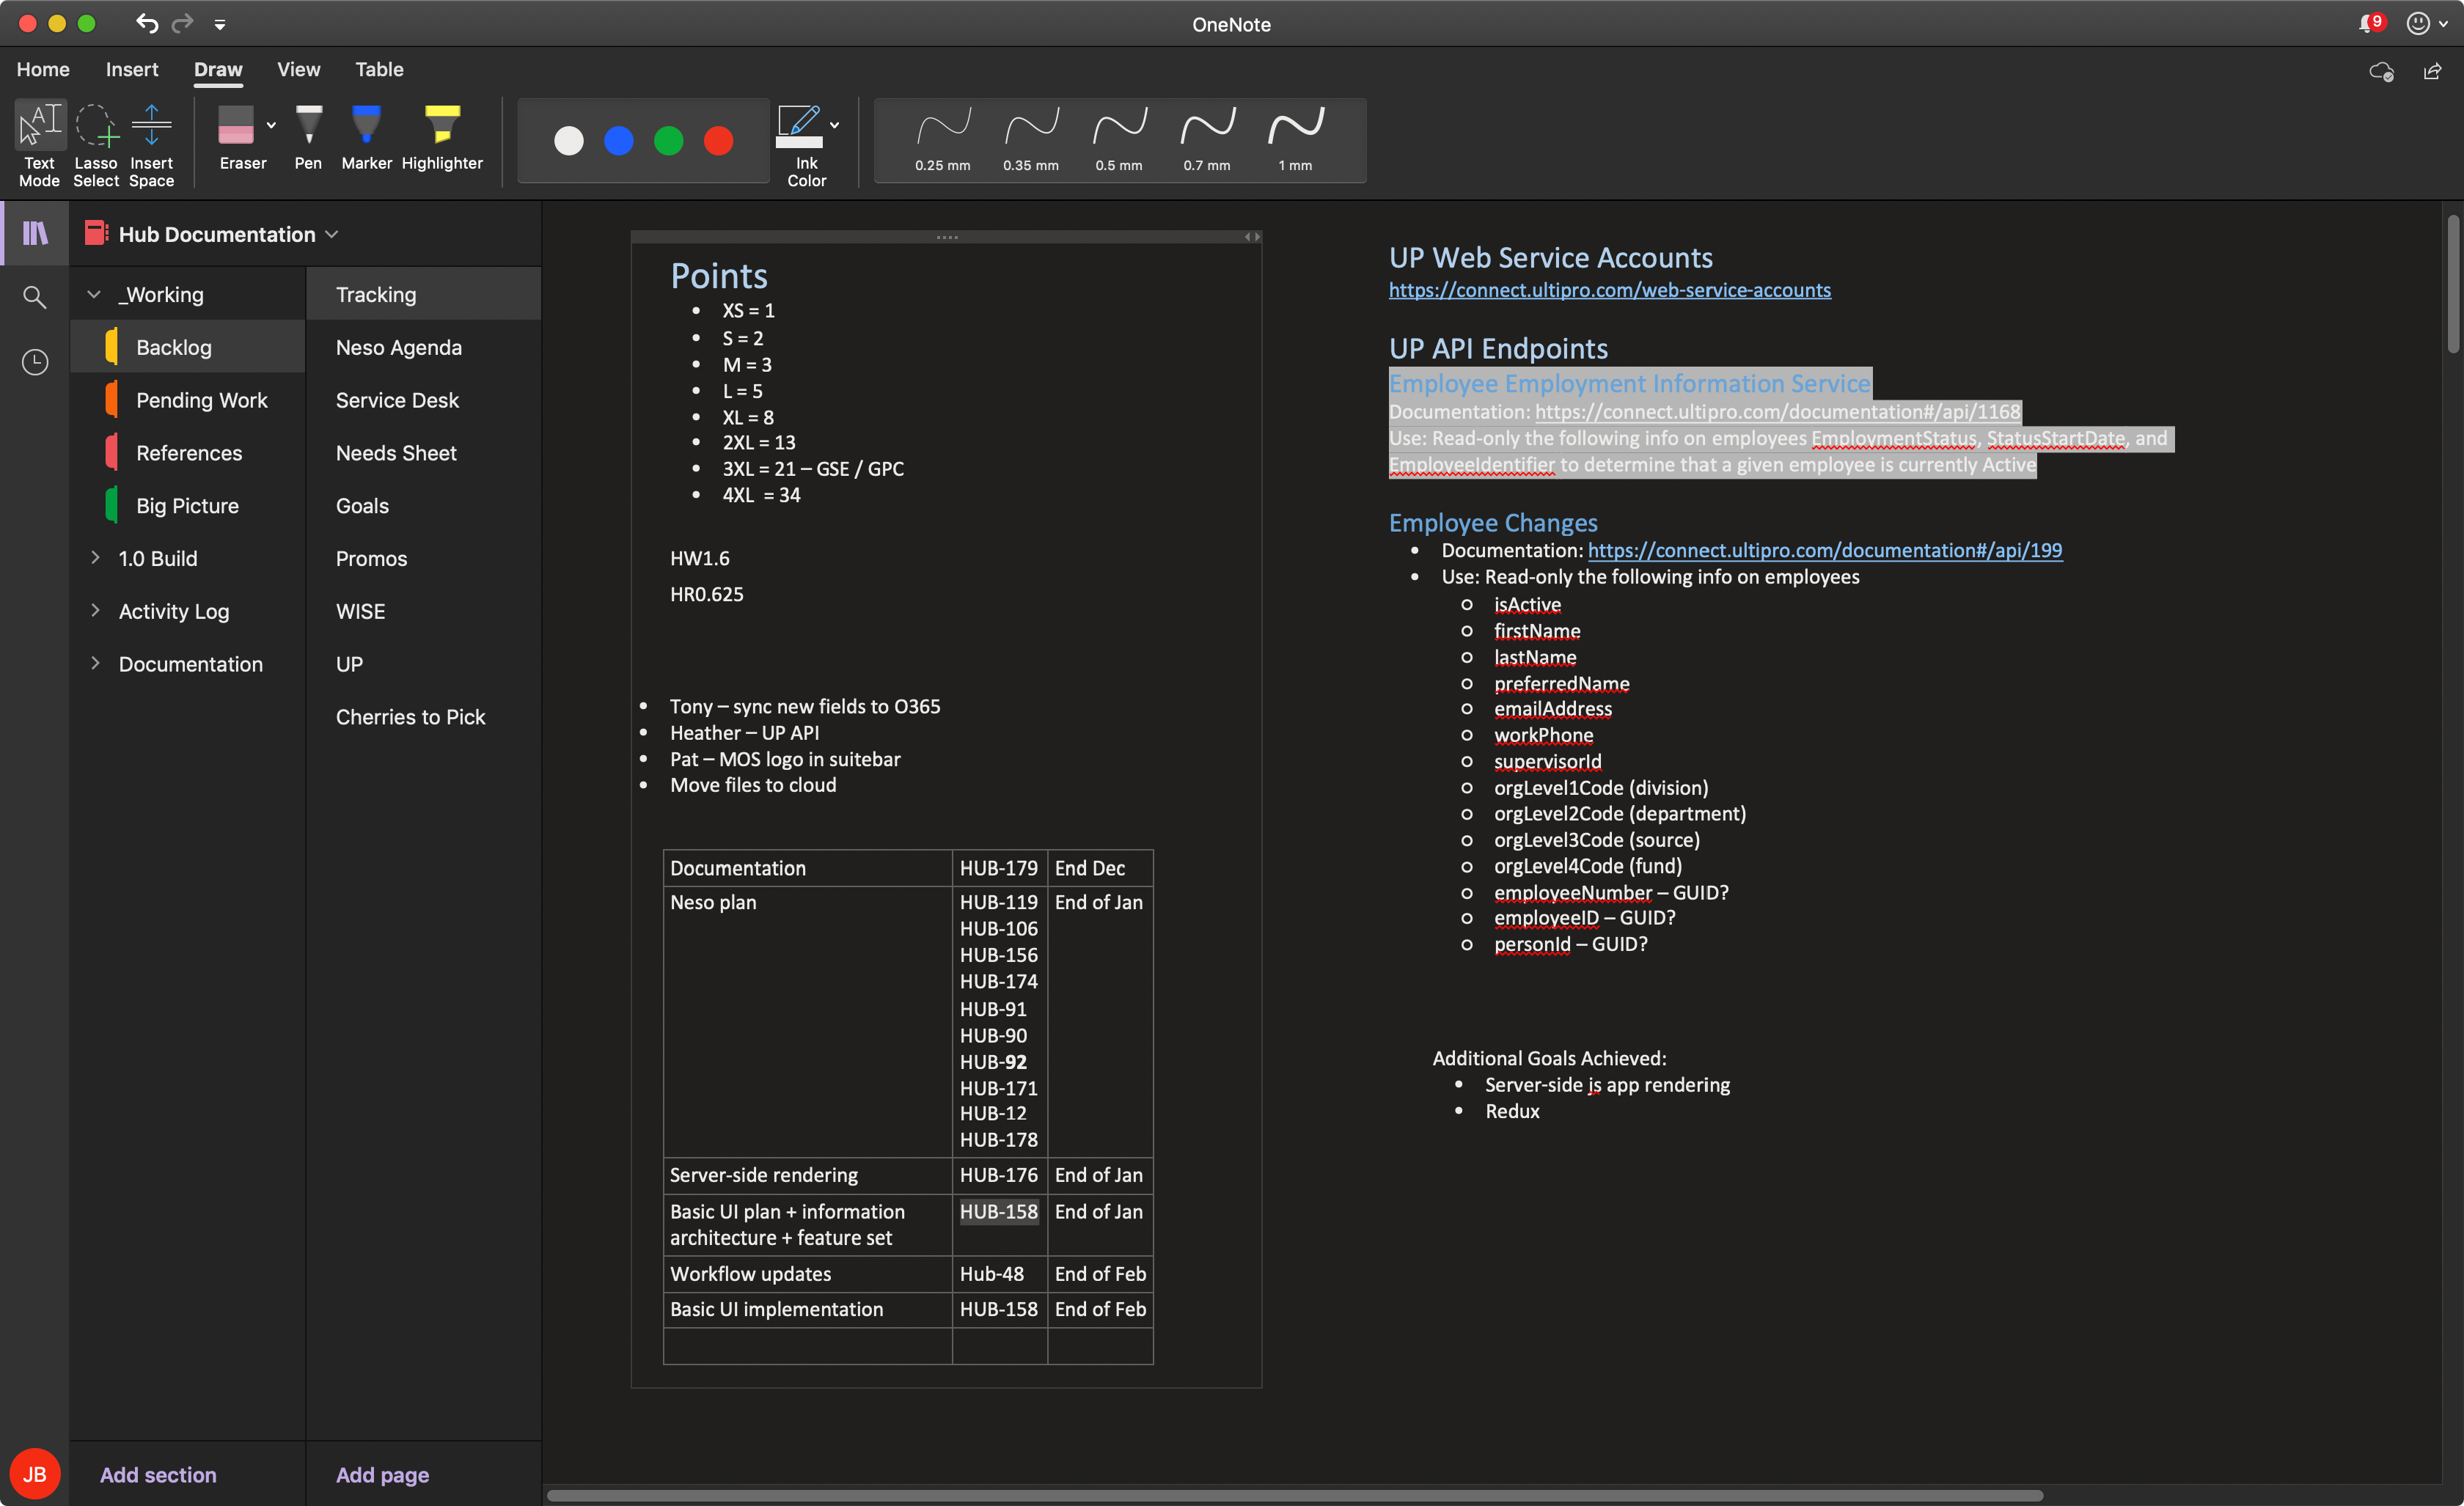 OneNote
9
Home Insert Draw View Table
Text Mode
Lasso Select
Insert Space
Eraser
Pen
Marker
Highlighter
Ink Color
0.25 mm
0.35 mm
0.5 mm
0.7 mm
1 mm
Hub Documentation
_Working
Backlog
Pending Work
References
Big Picture
1.0 Build
Activity Log
Documentation
Add section
JB
Tracking
Neso Agenda
Service Desk
Needs Sheet
Goals
Promos
WISE
UP
Cherries to Pick
Add page
Points
• XS = 1
• S = 2
• M = 3
• L = 5
• XL = 8
• 2XL = 13
• 3XL = 21 – GSE / GPC
• 4XL = 34
HW1.6
HR0.625
• Tony – sync new fields to O365
• Heather – UP API
• Pat – MOS logo in suitebar
• Move files to cloud
Documentation HUB-179 End Dec
Neso plan HUB-119 End of Jan
HUB-106
HUB-156
HUB-174
HUB-91
HUB-90
HUB-92
HUB-171
HUB-12
HUB-178
Server-side rendering HUB-176 End of Jan
Basic UI plan + information HUB-158 End of Jan
architecture + feature set
Workflow updates Hub-48 End of Feb
Basic UI implementation HUB-158 End of Feb
UP Web Service Accounts
https://connect.ultipro.com/web-service-accounts
UP API Endpoints
Employee Employment Information Service
Documentation: https://connect.ultipro.com/documentation#/api/1168
Use: Read-only the following info on employees EmploymentStatus, StatusStartDate, and
EmployeeIdentifier to determine that a given employee is currently Active
Employee Changes
• Documentation: https://connect.ultipro.com/documentation#/api/199
• Use: Read-only the following info on employees
o isActive
o firstName
o lastName
o preferredName
o emailAddress
o workPhone
o supervisorId
o orgLevel1Code (division)
o orgLevel2Code (department)
o orgLevel3Code (source)
o orgLevel4Code (fund)
o employeeNumber – GUID?
o employeeID – GUID?
o personId – GUID?
Additional Goals Achieved:
• Server-side js app rendering
• Redux